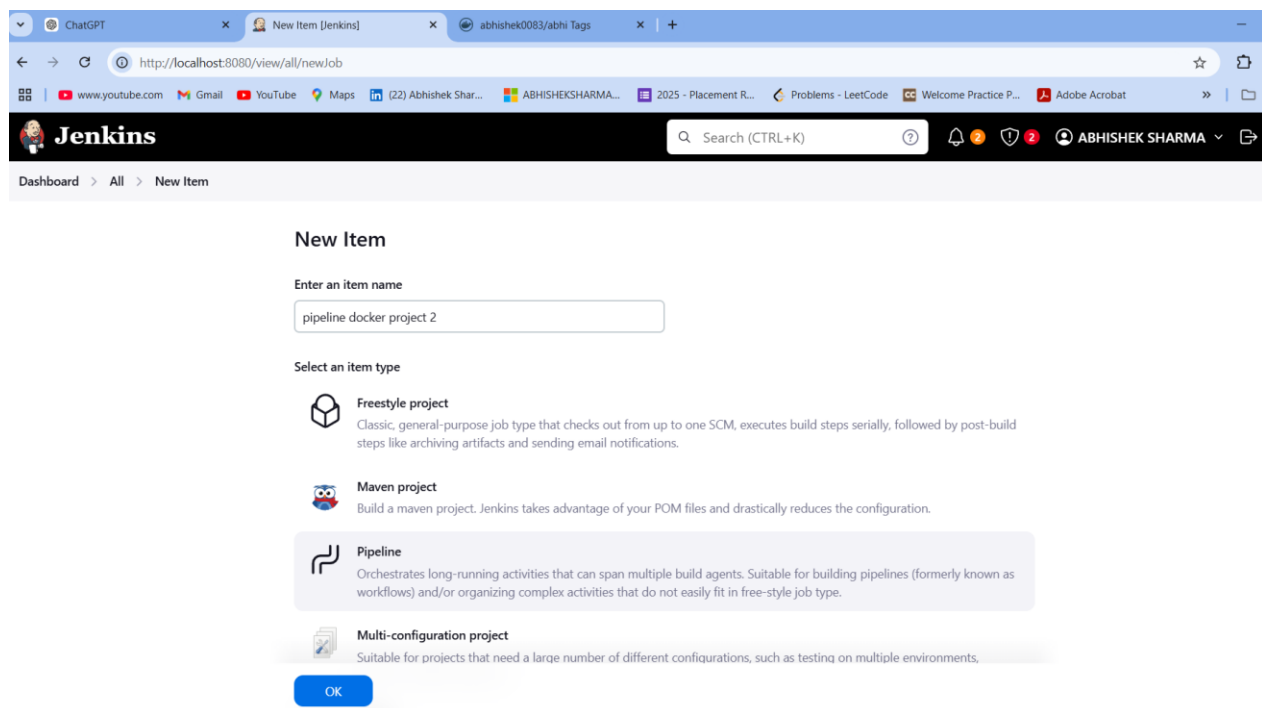 ChatGPT
New Item [Jenkins]
abhishek0083/abhi Tags
http://localhost:8080/view/all/newJob
www.youtube.com
Gmail
YouTube
Maps
(22) Abhishek Shar...
ABHISHEKSHARMA...
2025 - Placement R...
Problems - LeetCode
Welcome Practice P...
Adobe Acrobat
Jenkins
Search (CTRL+K)
2
2
ABHISHEK SHARMA
Dashboard > All > New Item
New Item
Enter an item name
pipeline docker project 2
Select an item type
Freestyle project
Classic, general-purpose job type that checks out from up to one SCM, executes build steps serially, followed by post-build
steps like archiving artifacts and sending email notifications.
Maven project
Build a maven project. Jenkins takes advantage of your POM files and drastically reduces the configuration.
Pipeline
Orchestrates long-running activities that can span multiple build agents. Suitable for building pipelines (formerly known as
workflows) and/or organizing complex activities that do not easily fit in free-style job type.
Multi-configuration project
Suitable for projects that need a large number of different configurations, such as testing on multiple environments,
OK